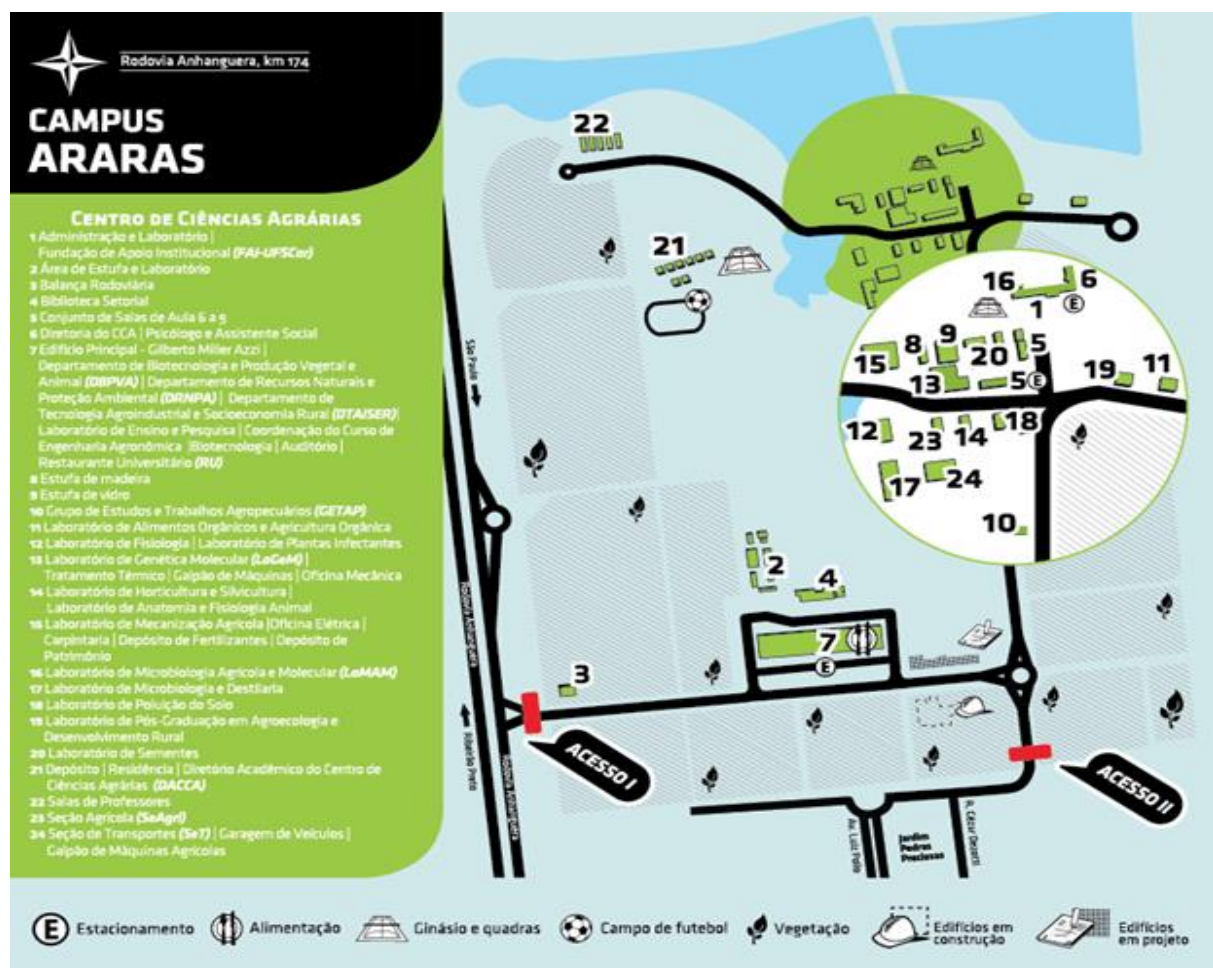 Rodovia Anhanguera, km 174
CAMPUS
ARARAS
CENTRO DE CIÊNCIAS AGRÁRIAS
1 Administração e Laboratório |
Fundação de Apoio Institucional (FAI-UFSCar)
2 Área de Estufa e Laboratório
3 Balança Rodoviária
4 Biblioteca Setorial
5 Conjunto de Salas de Aula 6 a 9
6 Diretoria do CCA | Psicólogo e Assistente Social
7 Edifício Principal - Gilberto Miller Azzi |
Departamento de Biotecnologia e Produção Vegetal e
Animal (DBPVA) | Departamento de Recursos Naturais e
Proteção Ambiental (DRNPA) | Departamento de
Tecnologia Agroindustrial e Socioeconomia Rural (DTAiSER)|
Laboratório de Ensino e Pesquisa | Coordenação do Curso de
Engenharia Agronômica |Biotecnologia | Auditório |
Restaurante Universitário (RU)
8 Estufa de madeira
9 Estufa de vidro
10 Grupo de Estudos e Trabalhos Agropecuários (GETAP)
11 Laboratório de Alimentos Orgânicos e Agricultura Orgânica
12 Laboratório de Fisiologia | Laboratório de Plantas Infectantes
13 Laboratório de Genética Molecular (LaGeM) |
Tratamento Térmico | Galpão de Máquinas | Oficina Mecânica
14 Laboratório de Horticultura e Silvicultura |
Laboratório de Anatomia e Fisiologia Animal
15 Laboratório de Mecanização Agrícola |Oficina Elétrica |
Carpintaria | Depósito de Fertilizantes | Depósito de
Patrimônio
16 Laboratório de Microbiologia Agrícola e Molecular (LaMAM)
17 Laboratório de Microbiologia e Destilaria
18 Laboratório de Poluição do Solo
19 Laboratório de Pós-Graduação em Agroecologia e
Desenvolvimento Rural
20 Laboratório de Sementes
21 Depósito | Residência | Diretório Acadêmico do Centro de
Ciências Agrárias (DACCA)
22 Salas de Professores
23 Seção Agrícola (SeAgri)
24 Seção de Transportes (SeT) | Garagem de Veículos |
Galpão de Máquinas Agrícolas
22
21
16
6
1
E
15
8
9
20
5
13
5
E
19
11
12
23
14
18
17
24
10
São Paulo
Rodovia Anhanguera
Ribeirão Preto
Rodovia Anhanguera
2
4
7
E
3
ACESSO I
ACESSO II
Av. Luiz Pollo
Jardim
Pedras
Preciosas
R. Cézar Dezotti
E Estacionamento
Alimentação
Ginásio e quadras
Campo de futebol
Vegetação
Edifícios em
construção
Edifícios
em projeto